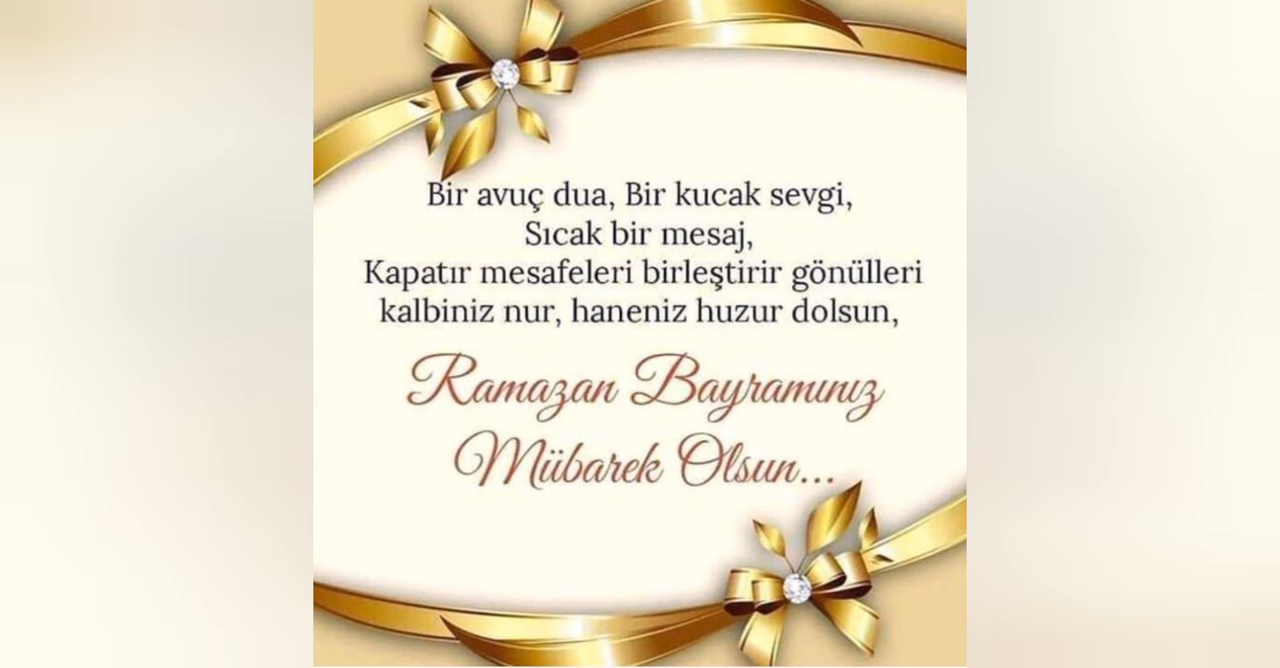 Bir avuç dua, Bir kucak sevgi,
Sıcak bir mesaj,
Kapatır mesafeleri birleştirir gönülleri
kalbiniz nur, haneniz huzur dolsun,
Ramazan Bayramınız
Mübarek Olsun...